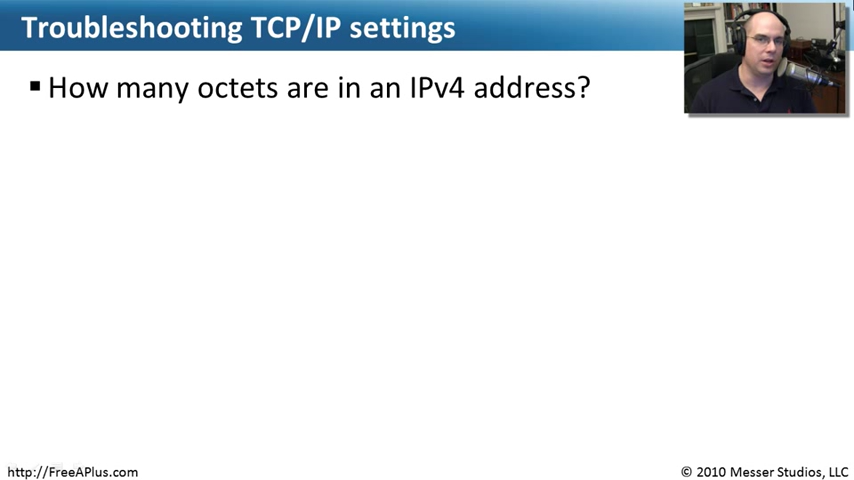 Troubleshooting TCP/IP settings
▪ How many octets are in an IPv4 address?
http://FreeAPlus.com
© 2010 Messer Studios, LLC